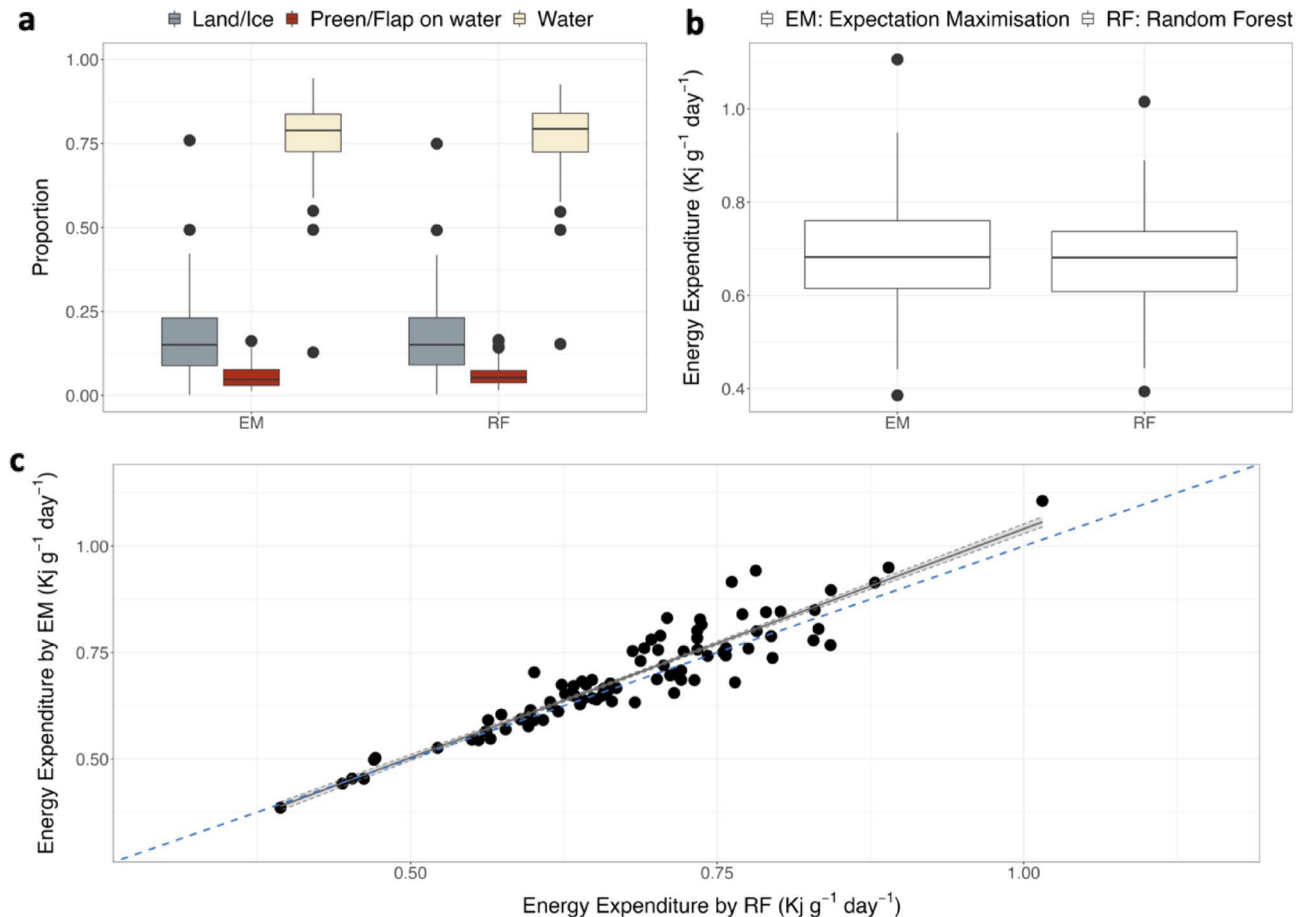 a
Land/Ice Preen/Flap on water Water
1.00
0.75
0.50
0.25
0.00
Proportion
EM RF
b
EM: Expectation Maximisation RF: Random Forest
1.0
0.8
0.6
0.4
Energy Expenditure (Kj g⁻¹ day⁻¹)
EM RF
c
1.00
0.75
0.50
Energy Expenditure by EM (Kj g⁻¹ day⁻¹)
0.50 0.75 1.00
Energy Expenditure by RF (Kj g⁻¹ day⁻¹)